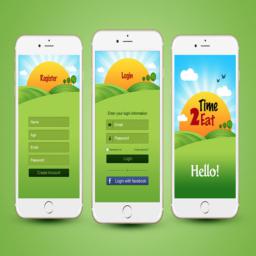 Register
Name
Age
Email
Password
Create Account
Login
Enter your login information
Email
Password
Login
Login with facebook
Time
2
Eat
Hello!